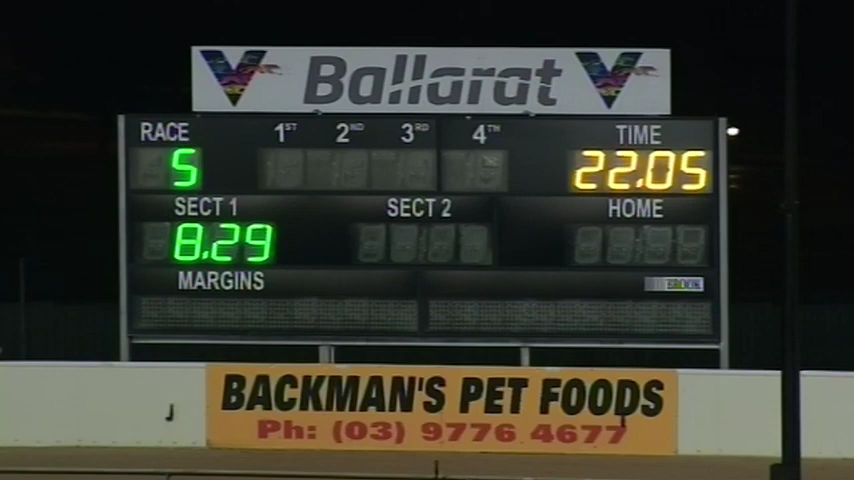 Ballarat
RACE 1ST 2ND 3RD 4TH TIME
5 22.05
SECT 1 SECT 2 HOME
8.29
MARGINS
BACKMAN'S PET FOODS
Ph: (03) 9776 4677